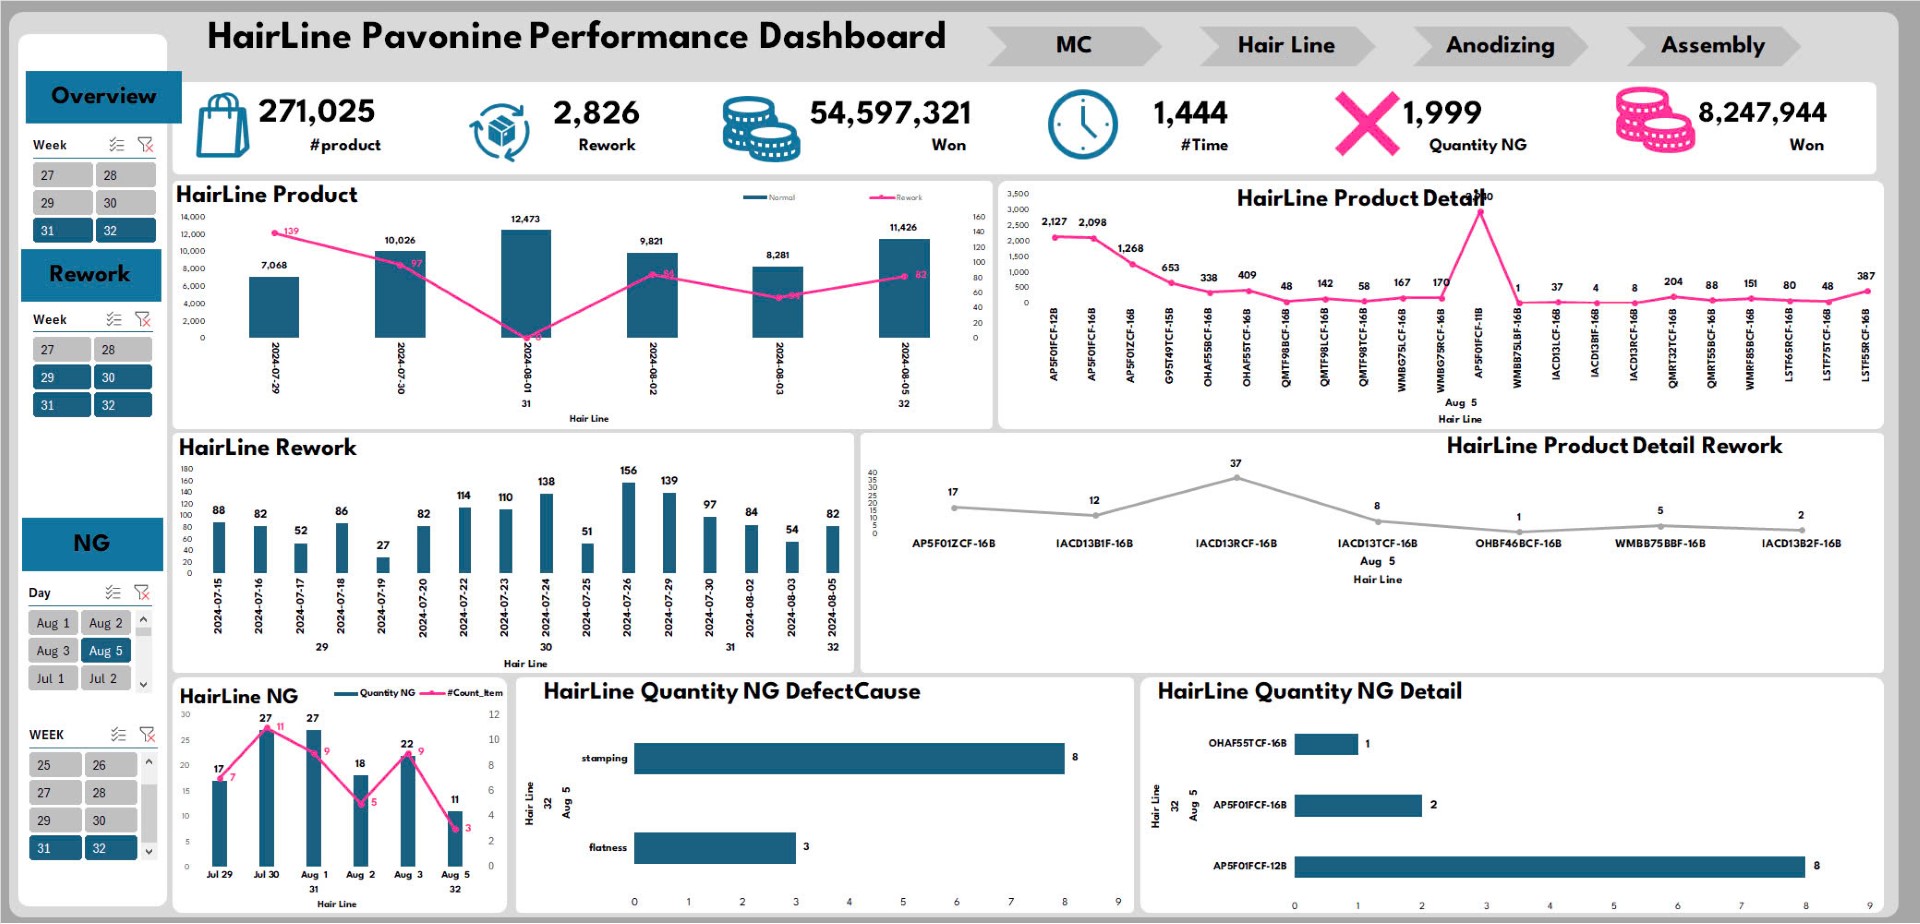 HairLine Pavonine Performance Dashboard
MC
Hair Line
Anodizing
Assembly
Overview
271,025
#product
2,826
Rework
54,597,321
Won
1,444
#Time
1,999
Quantity NG
8,247,944
Won
Week
27 28
29 30
31 32
Rework
Week
27 28
29 30
31 32
NG
Day
Aug 1 Aug 2
Aug 3 Aug 5
Jul 1 Jul 2
WEEK
25 26
27 28
29 30
31 32
HairLine Product
Normal Rework
14,000
12,000
10,000
8,000
6,000
4,000
2,000
0
160
140
120
100
80
60
40
20
0
7,068 10,026 12,473 9,821 8,281 11,426
139 97 0 84 54 82
2024-07-29
2024-07-30
2024-08-01
2024-08-02
2024-08-03
2024-08-05
31 32
Hair Line
HairLine Product Detail
3,500
3,000
2,500
2,000
1,500
1,000
500
0
2,127 2,098 1,268 653 338 409 48 142 58 167 170 1 37 4 8 204 88 151 80 48 387
AP5F01FCF-12B
AP5F01FCF-16B
AP5F01ZCF-16B
G95T49TCF-15B
OHAF55BCF-16B
OHAF55TCF-16B
QMTF98BCF-16B
QMTF98LCF-16B
QMTF98TCF-16B
WMBG75LCF-16B
WMBG75RCF-16B
AP5F01FCF-11B
WMBB75LBF-16B
IACD13LCF-16B
IACD13B1F-16B
IACD13RCF-16B
QMRT32TCF-16B
QMRT55BCF-16B
WMRF85BCF-16B
LSTF65RCF-16B
LSTF75TCF-16B
LSTF55RCF-16B
Aug 5
Hair Line
HairLine Rework
180
160
140
120
100
80
60
40
20
0
88 82 52 86 27 82 114 110 138 51 156 139 97 84 54 82
2024-07-15
2024-07-16
2024-07-17
2024-07-18
2024-07-19
2024-07-20
2024-07-22
2024-07-23
2024-07-24
2024-07-25
2024-07-26
2024-07-29
2024-07-30
2024-08-02
2024-08-03
2024-08-05
29 30 31 32
Hair Line
HairLine Product Detail Rework
40
35
30
25
20
15
10
5
0
17 12 37 8 1 5 2
AP5F01ZCF-16B IACD13B1F-16B IACD13RCF-16B IACD13TCF-16B OHBF46BCF-16B WMBB75BBF-16B IACD13B2F-16B
Aug 5
Hair Line
HairLine NG
Quantity NG #Count_Item
30
25
20
15
10
5
0
12
10
8
6
4
2
0
17 27 27 18 22 11
7 11 9 5 9 3
Jul 29 Jul 30 Aug 1 Aug 2 Aug 3 Aug 5
31 32
Hair Line
HairLine Quantity NG DefectCause
Hair Line
32
Aug 5
stamping 8
flatness 3
0 1 2 3 4 5 6 7 8 9
HairLine Quantity NG Detail
Hair Line
32
Aug 5
OHAF55TCF-16B 1
AP5F01FCF-16B 2
AP5F01FCF-12B 8
0 1 2 3 4 5 6 7 8 9